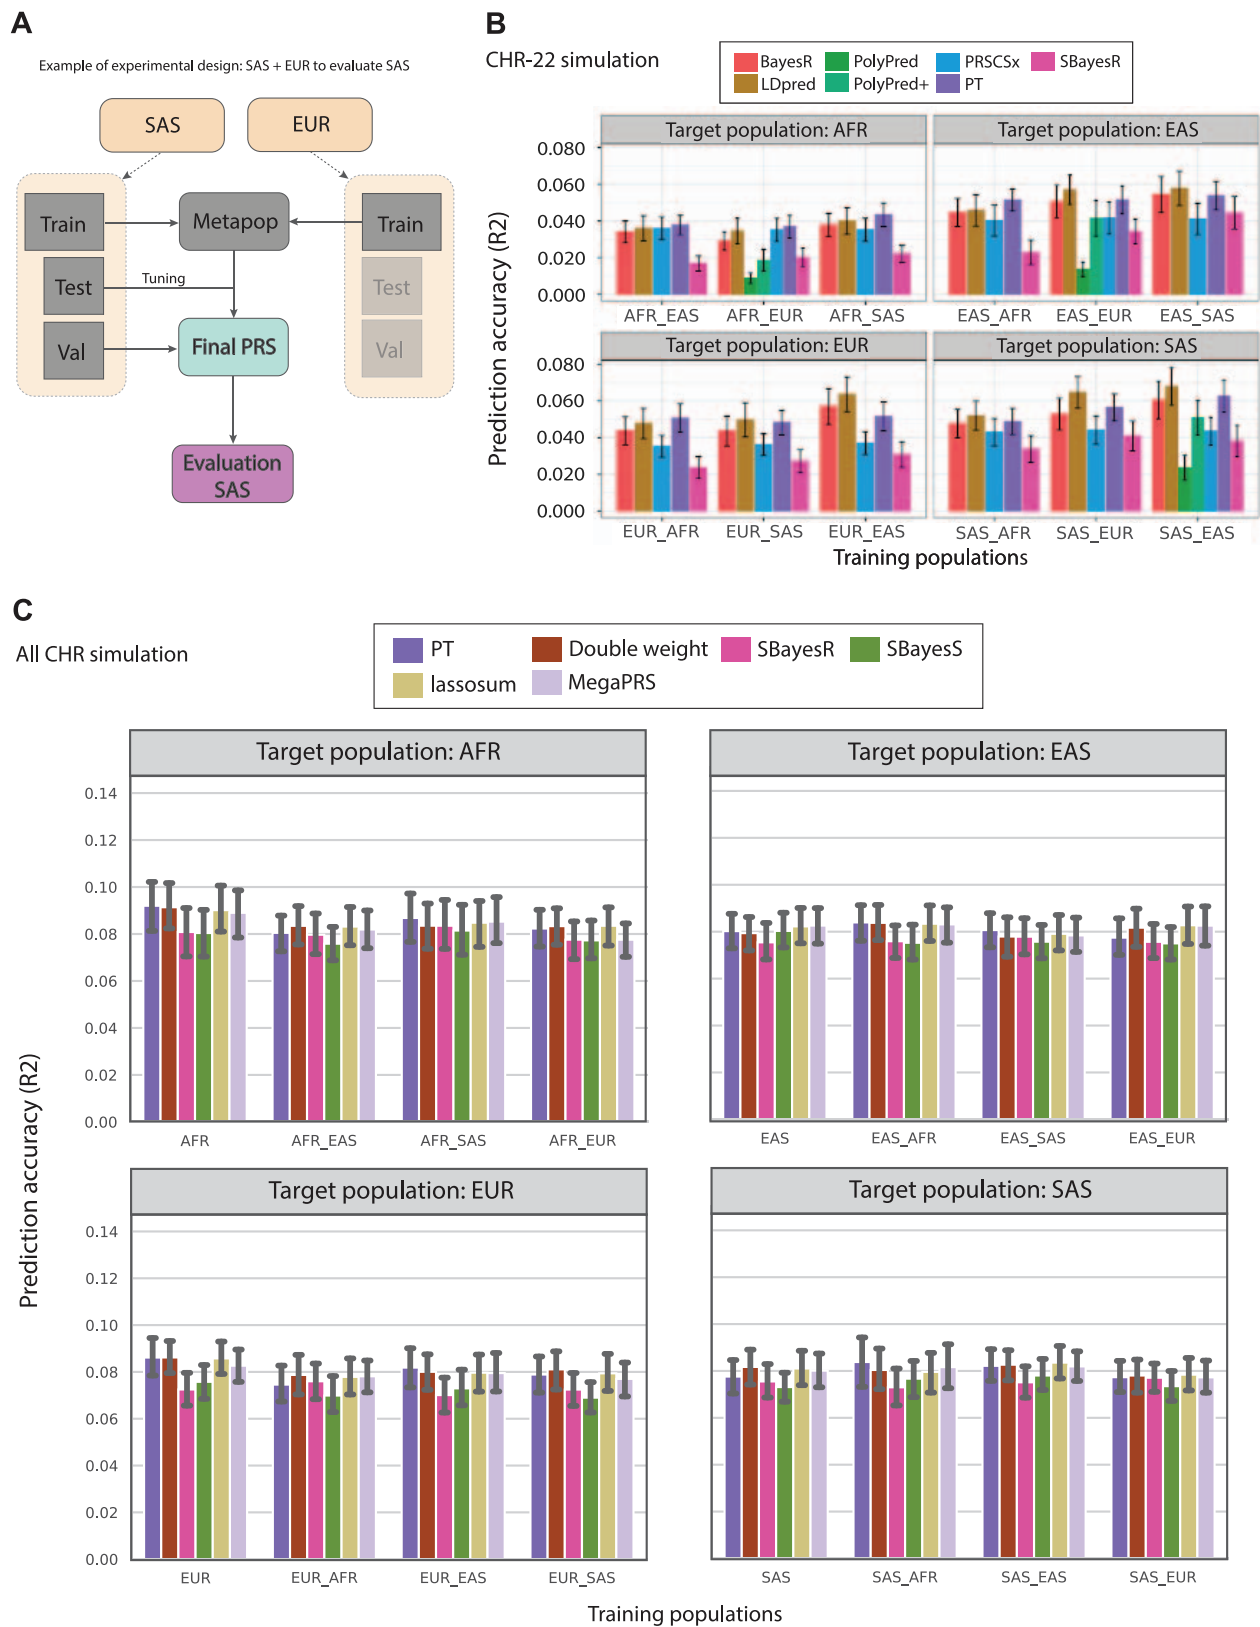 A
Example of experimental design: SAS + EUR to evaluate SAS
SAS
EUR
Train
Metapop
Train
Test
Tuning
Test
Val
Final PRS
Val
Evaluation
SAS
B
CHR-22 simulation
BayesR
PolyPred
PRSCSx
SBayesR
LDpred
PolyPred+
PT
Prediction accuracy (R2)
Target population: AFR
Target population: EAS
0.080
0.060
0.040
0.020
0.000
AFR_EAS
AFR_EUR
AFR_SAS
EAS_AFR
EAS_EUR
EAS_SAS
Target population: EUR
Target population: SAS
0.080
0.060
0.040
0.020
0.000
EUR_AFR
EUR_SAS
EUR_EAS
SAS_AFR
SAS_EUR
SAS_EAS
Training populations
C
All CHR simulation
PT
Double weight
SBayesR
SBayesS
lassosum
MegaPRS
Prediction accuracy (R2)
Target population: AFR
0.14
0.12
0.10
0.08
0.06
0.04
0.02
0.00
AFR
AFR_EAS
AFR_SAS
AFR_EUR
Target population: EAS
EAS
EAS_AFR
EAS_SAS
EAS_EUR
Target population: EUR
0.14
0.12
0.10
0.08
0.06
0.04
0.02
0.00
EUR
EUR_AFR
EUR_EAS
EUR_SAS
Target population: SAS
SAS
SAS_AFR
SAS_EAS
SAS_EUR
Training populations